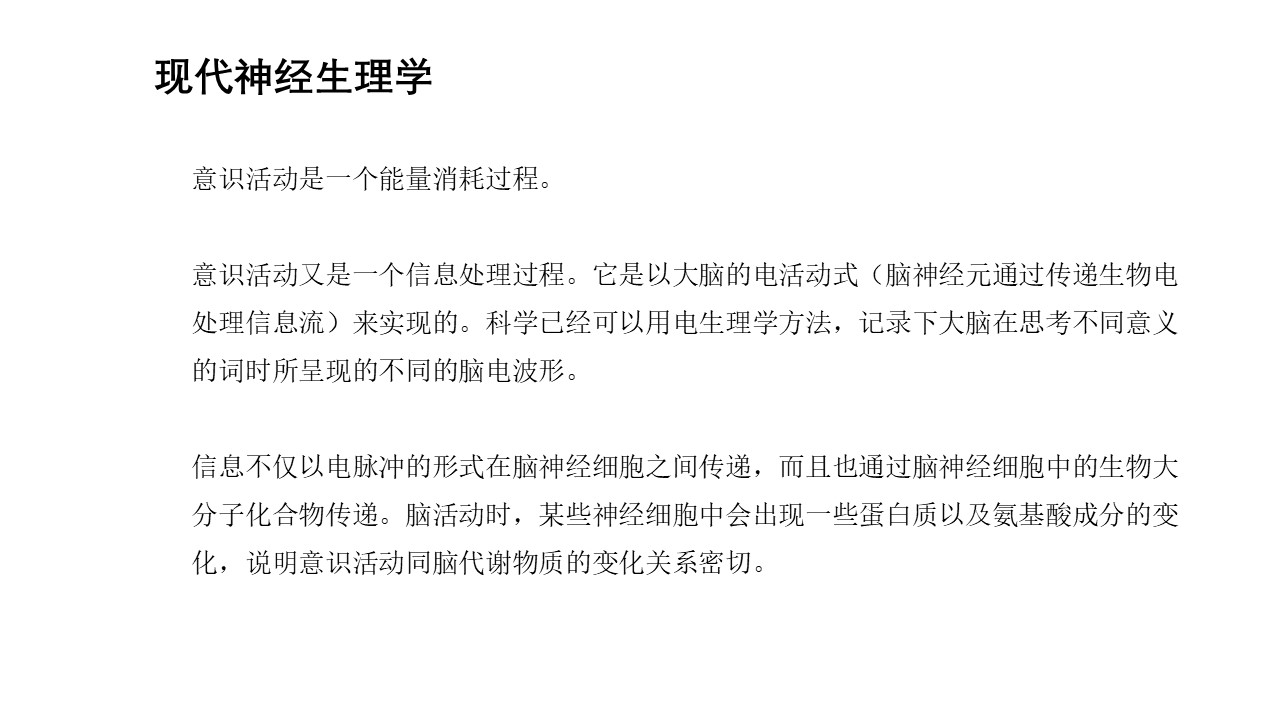 现代神经生理学
意识活动是一个能量消耗过程。
意识活动又是一个信息处理过程。它是以大脑的电活动式（脑神经元通过传递生物电
处理信息流）来实现的。科学已经可以用电生理学方法，记录下大脑在思考不同意义
的词时所呈现的不同的脑电波形。
信息不仅以电脉冲的形式在脑神经细胞之间传递，而且也通过脑神经细胞中的生物大
分子化合物传递。脑活动时，某些神经细胞中会出现一些蛋白质以及氨基酸成分的变
化，说明意识活动同脑代谢物质的变化关系密切。